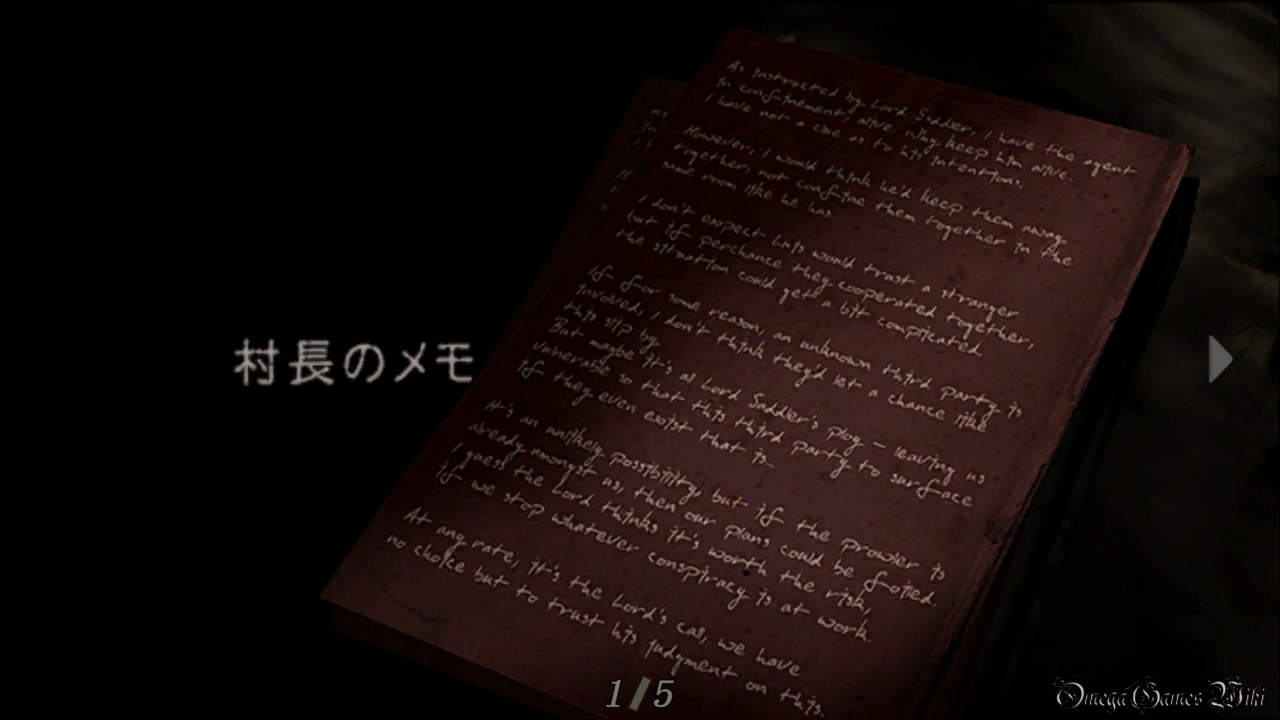 村長のメモ
As instructed by Lord Saddler, I have the agent
in confinement, alive. Why keep him alive.
I have not a clue as to his intentions.
However, I would think he'd keep them away
together, not confine them together in the
same room like he has
I don't expect Luis would trust a stranger
but if perchance they cooperated together,
the situation could get a bit complicated
If for some reason, an unknown third party is
involved, I don't think they'd let a chance like
this slip by.
But maybe it's al Lord Saddler's ploy – leaving us
vulnerable so that this third party to surface
if they even exist that is..
It's an unlikely possibility but if the prowler is
already amongst us, then our plans could be foiled.
I guess the Lord thinks it's worth the risk,
if we stop whatever conspiracy is at work.
At any rate, it's the Lord's call, we have
no choice but to trust his judgment on this.
1/5
Omega Games Wiki